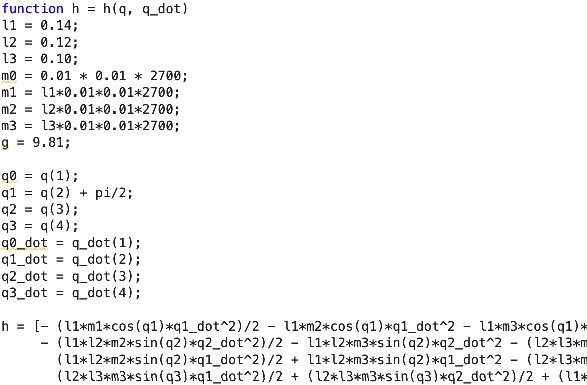 function h = h(q, q_dot)
l1 = 0.14;
l2 = 0.12;
l3 = 0.10;
m0 = 0.01 * 0.01 * 2700;
m1 = l1*0.01*0.01*2700;
m2 = l2*0.01*0.01*2700;
m3 = l3*0.01*0.01*2700;
g = 9.81;
q0 = q(1);
q1 = q(2) + pi/2;
q2 = q(3);
q3 = q(4);
q0_dot = q_dot(1);
q1_dot = q_dot(2);
q2_dot = q_dot(3);
q3_dot = q_dot(4);
h = [- (l1*m1*cos(q1)*q1_dot^2)/2 - l1*m2*cos(q1)*q1_dot^2 - l1*m3*cos(q1)*
- (l1*l2*m2*sin(q2)*q2_dot^2)/2 - l1*l2*m3*sin(q2)*q2_dot^2 - (l2*l3*m
(l1*l2*m2*sin(q2)*q1_dot^2)/2 + l1*l2*m3*sin(q2)*q1_dot^2 - (l2*l3*m
(l2*l3*m3*sin(q3)*q1_dot^2)/2 + (l2*l3*m3*sin(q3)*q2_dot^2)/2 + (l1*